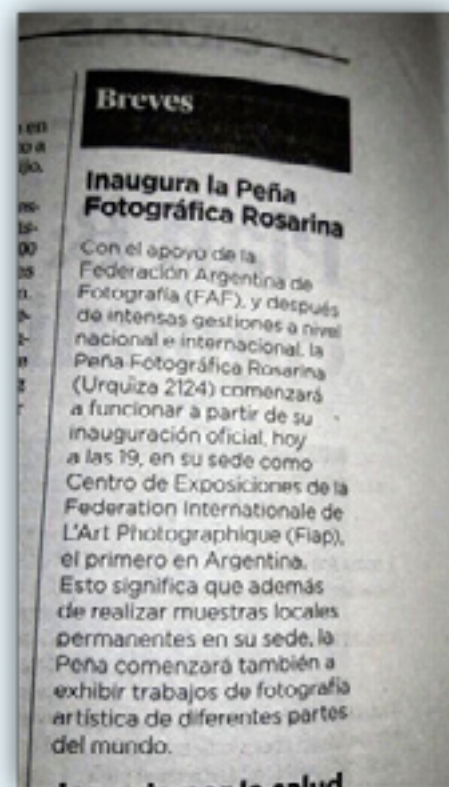 Breves
Inaugura la Peña
Fotográfica Rosarina
Con el apoyo de la
Federación Argentina de
Fotografía (FAF), y después
de intensas gestiones a nivel
nacional e internacional, la
Peña Fotográfica Rosarina
(Urquiza 2124) comenzará
a funcionar a partir de su
inauguración oficial, hoy
a las 19, en su sede como
Centro de Exposiciones de la
Federation Internationale de
L'Art Photographique (Fiap),
el primero en Argentina.
Esto significa que además
de realizar muestras locales
permanentes en su sede, la
Peña comenzará también a
exhibir trabajos de fotografía
artística de diferentes partes
del mundo.